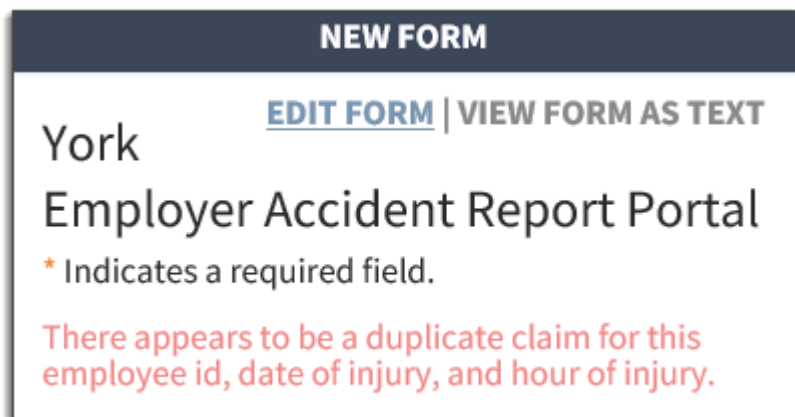 NEW FORM
EDIT FORM | VIEW FORM AS TEXT
York
Employer Accident Report Portal
* Indicates a required field.
There appears to be a duplicate claim for this
employee id, date of injury, and hour of injury.